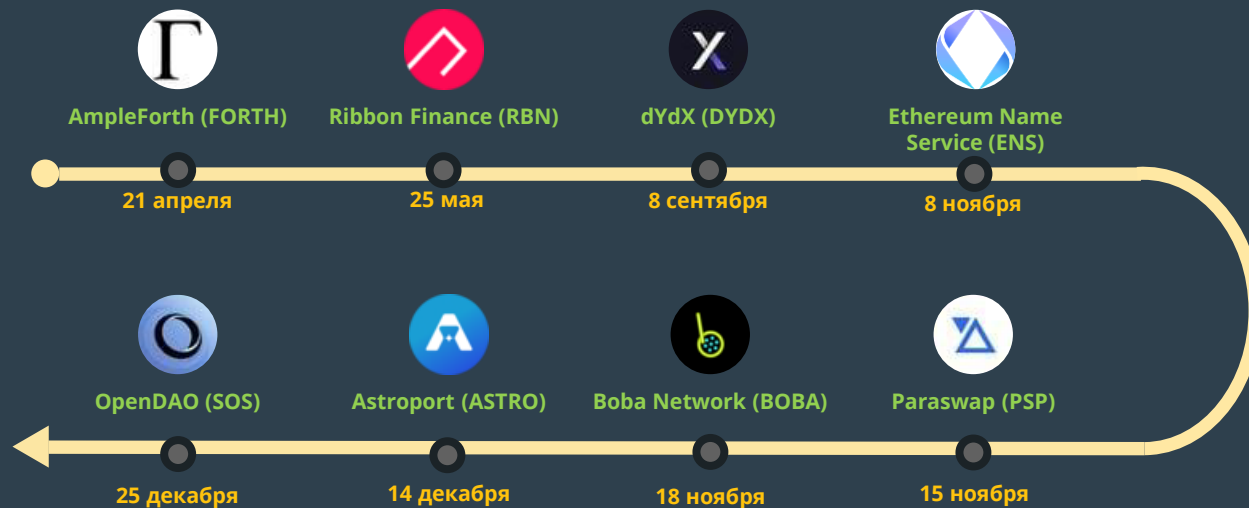 AmpleForth (FORTH)
21 апреля
Ribbon Finance (RBN)
25 мая
dYdX (DYDX)
8 сентября
Ethereum Name
Service (ENS)
8 ноября
Paraswap (PSP)
15 ноября
Boba Network (BOBA)
18 ноября
Astroport (ASTRO)
14 декабря
OpenDAO (SOS)
25 декабря